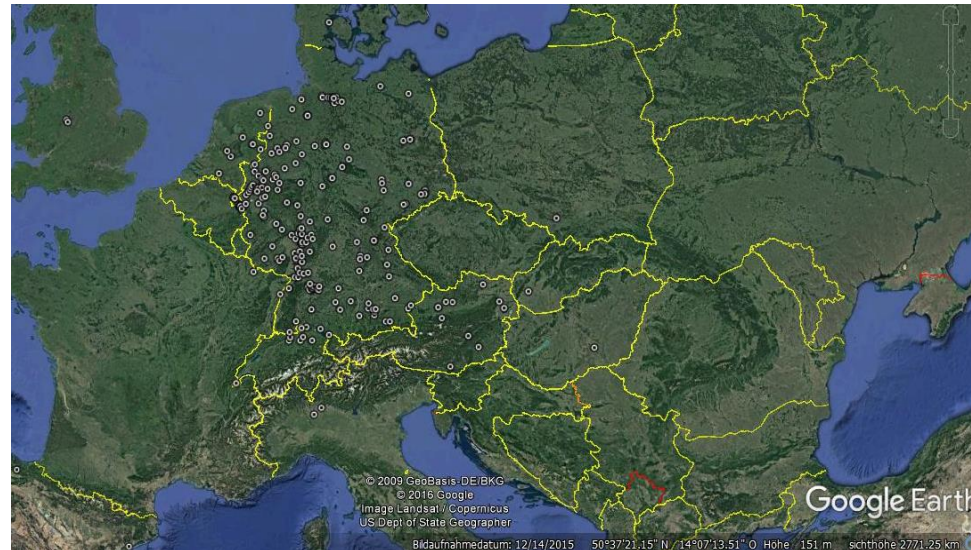 © 2009 GeoBasis-DE/BKG
© 2016 Google
Image Landsat / Copernicus
US Dept of State Geographer
Google Earth
Bildaufnahmedatum: 12/14/2015 50°37'21.15" N 14°07'13.51" O Höhe 151 m sichthöhe 2771.25 km